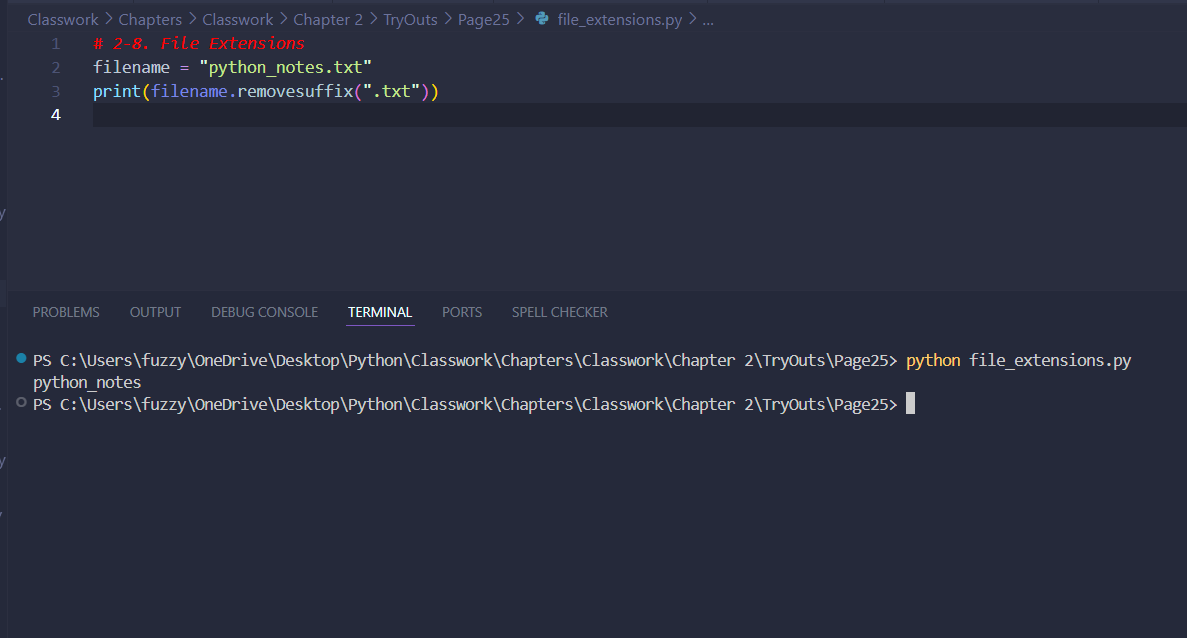 Classwork > Chapters > Classwork > Chapter 2 > TryOuts > Page25 > file_extensions.py > ...
1 # 2-8. File Extensions
2 filename = "python_notes.txt"
3 print(filename.removesuffix(".txt"))
4
PROBLEMS OUTPUT DEBUG CONSOLE TERMINAL PORTS SPELL CHECKER
PS C:\Users\fuzzy\OneDrive\Desktop\Python\Classwork\Chapters\Classwork\Chapter 2\TryOuts\Page25> python file_extensions.py
python_notes
PS C:\Users\fuzzy\OneDrive\Desktop\Python\Classwork\Chapters\Classwork\Chapter 2\TryOuts\Page25>